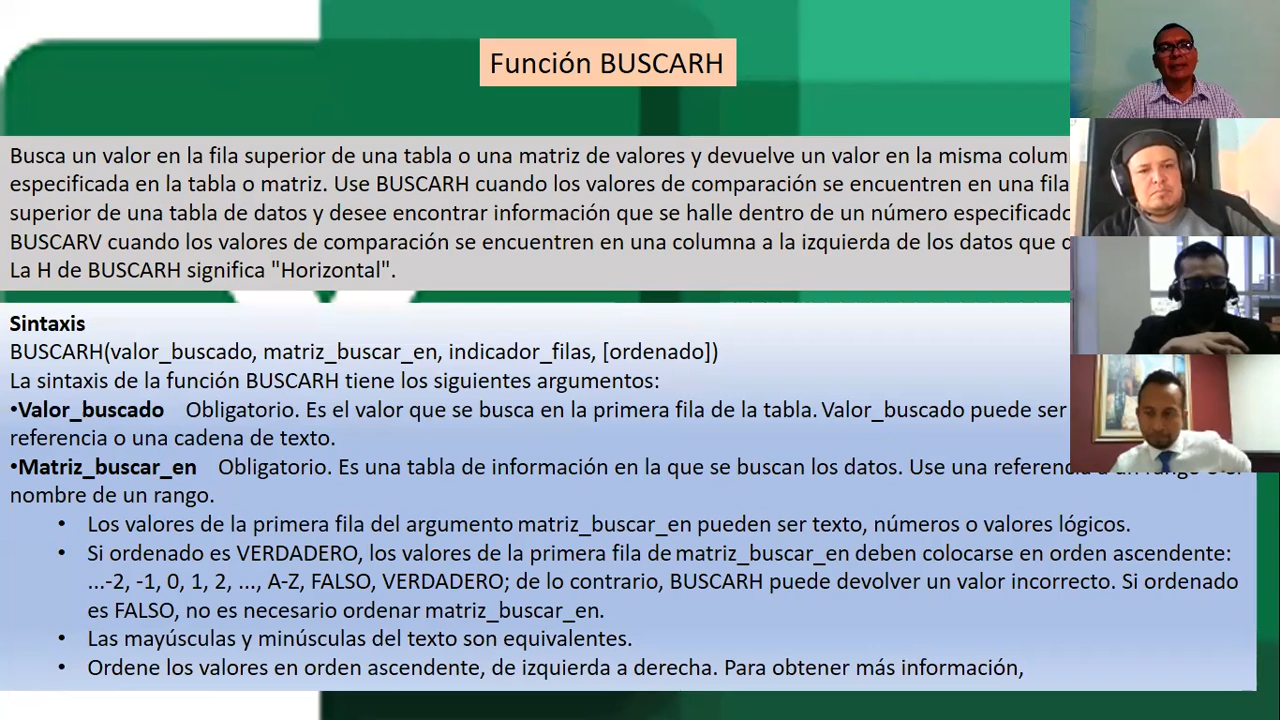 Función BUSCARH
Busca un valor en la fila superior de una tabla o una matriz de valores y devuelve un valor en la misma colum
especificada en la tabla o matriz. Use BUSCARH cuando los valores de comparación se encuentren en una fila
superior de una tabla de datos y desee encontrar información que se halle dentro de un número especificado
BUSCARV cuando los valores de comparación se encuentren en una columna a la izquierda de los datos que
La H de BUSCARH significa "Horizontal".
Sintaxis
BUSCARH(valor_buscado, matriz_buscar_en, indicador_filas, [ordenado])
La sintaxis de la función BUSCARH tiene los siguientes argumentos:
•Valor_buscado Obligatorio. Es el valor que se busca en la primera fila de la tabla. Valor_buscado puede ser
referencia o una cadena de texto.
•Matriz_buscar_en Obligatorio. Es una tabla de información en la que se buscan los datos. Use una referencia a un rango o el
nombre de un rango.
• Los valores de la primera fila del argumento matriz_buscar_en pueden ser texto, números o valores lógicos.
• Si ordenado es VERDADERO, los valores de la primera fila de matriz_buscar_en deben colocarse en orden ascendente:
...-2, -1, 0, 1, 2, ..., A-Z, FALSO, VERDADERO; de lo contrario, BUSCARH puede devolver un valor incorrecto. Si ordenado
es FALSO, no es necesario ordenar matriz_buscar_en.
• Las mayúsculas y minúsculas del texto son equivalentes.
• Ordene los valores en orden ascendente, de izquierda a derecha. Para obtener más información,